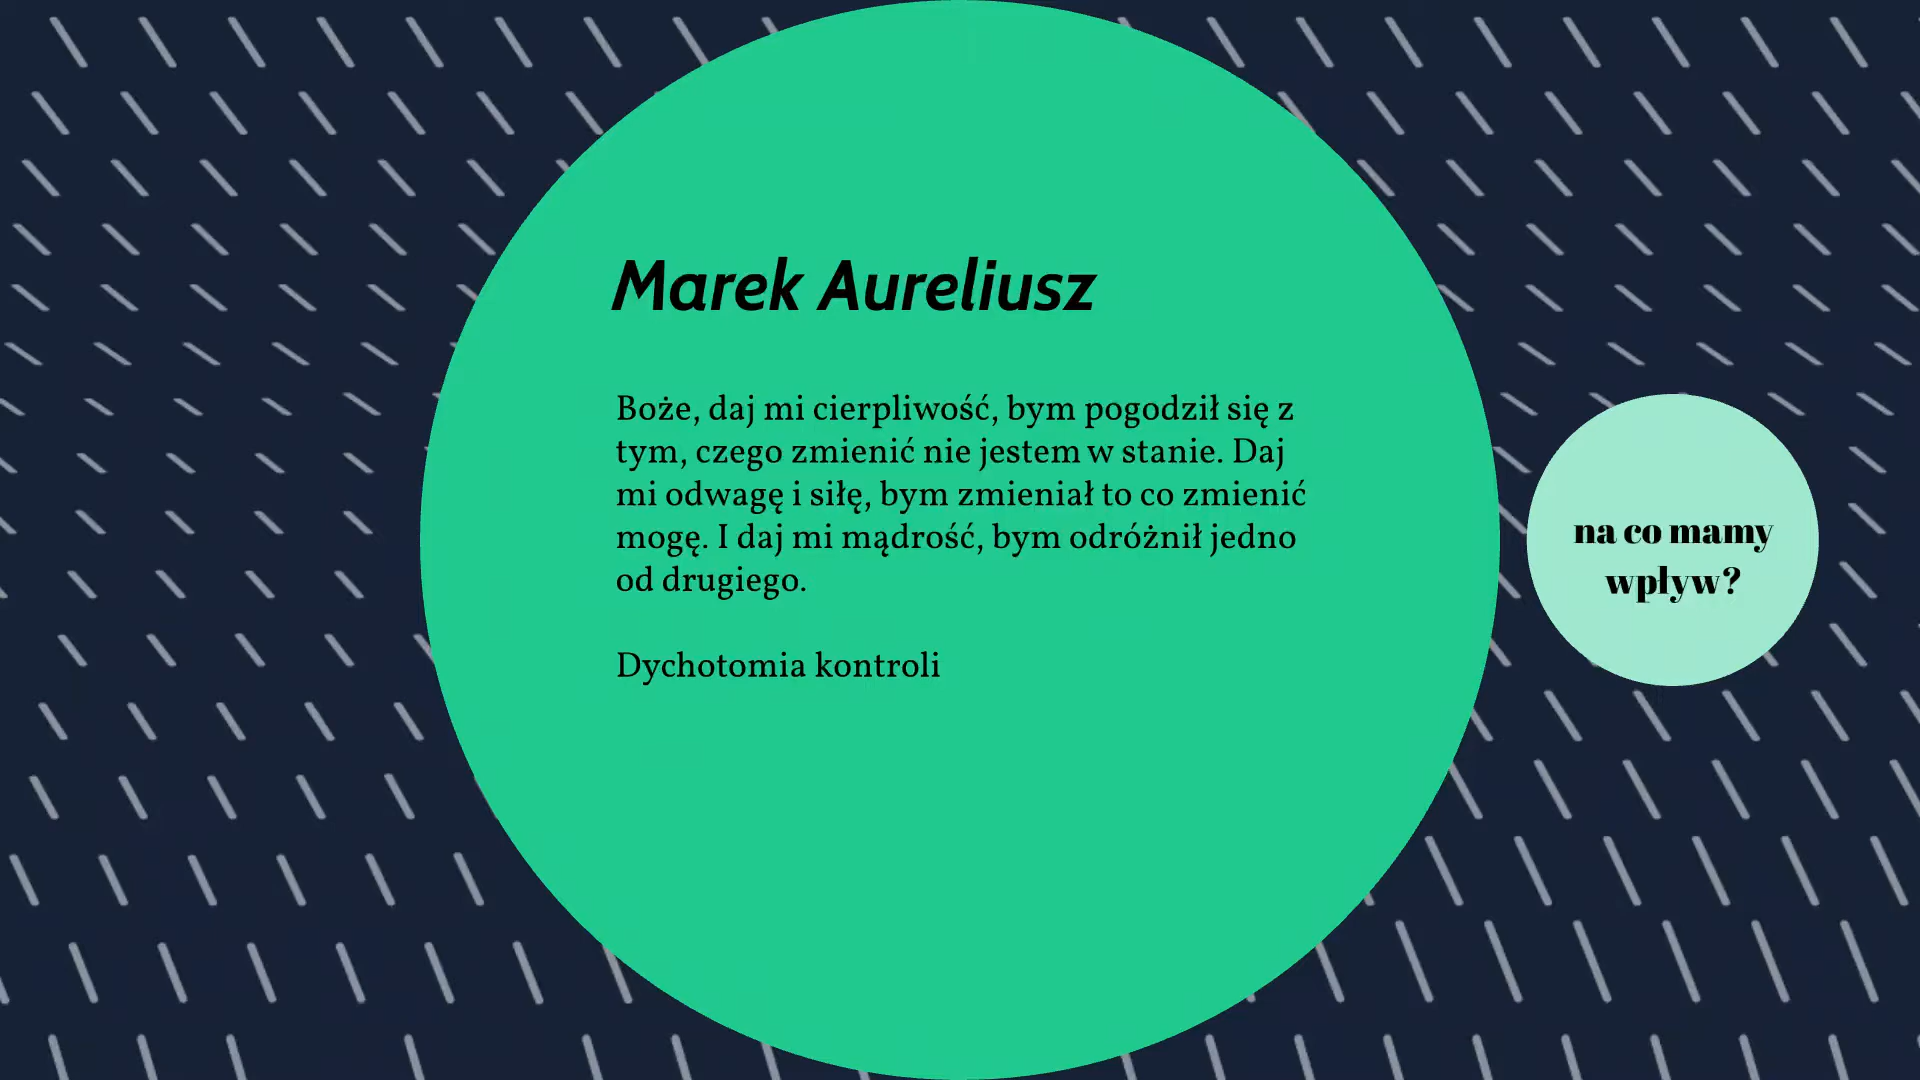 Marek Aureliusz
Boże, daj mi cierpliwość, bym pogodził się z
tym, czego zmienić nie jestem w stanie. Daj
mi odwagę i siłę, bym zmieniał to co zmienić
mogę. I daj mi mądrość, bym odróżnił jedno
od drugiego.
Dychotomia kontroli
na co mamy
wpływ?